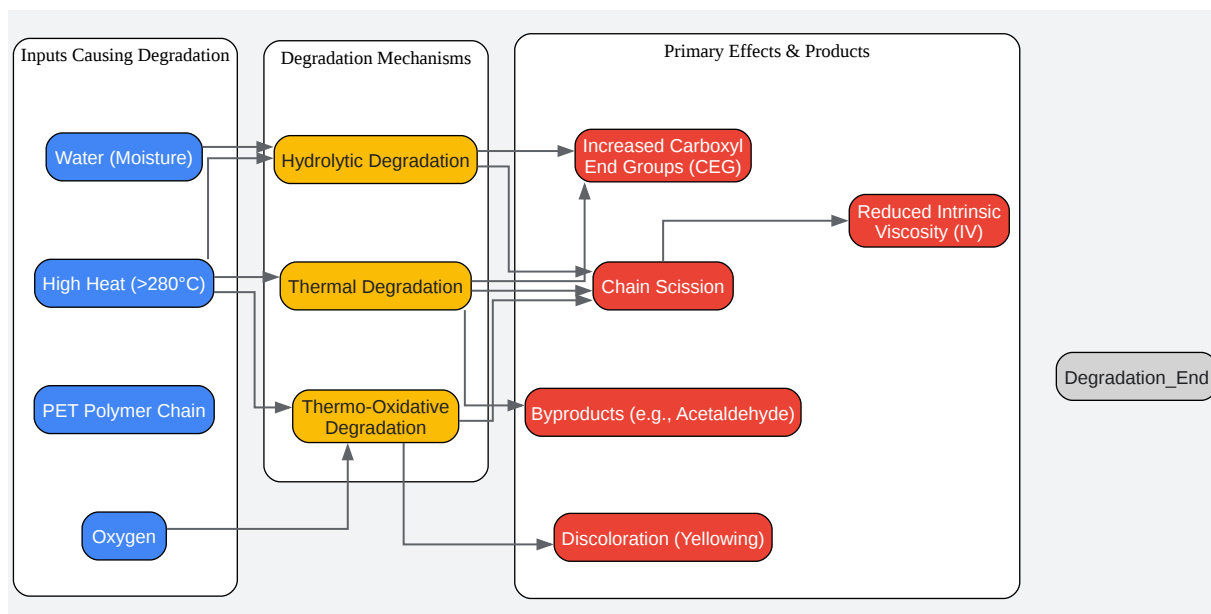 Inputs Causing Degradation
Degradation Mechanisms
Primary Effects & Products
Water (Moisture)
Hydrolytic Degradation
Increased Carboxyl
End Groups (CEG)
Reduced Intrinsic
Viscosity (IV)
High Heat (>280°C)
Thermal Degradation
Chain Scission
Degradation_End
PET Polymer Chain
Thermo-Oxidative
Degradation
Byproducts (e.g., Acetaldehyde)
Oxygen
Discoloration (Yellowing)